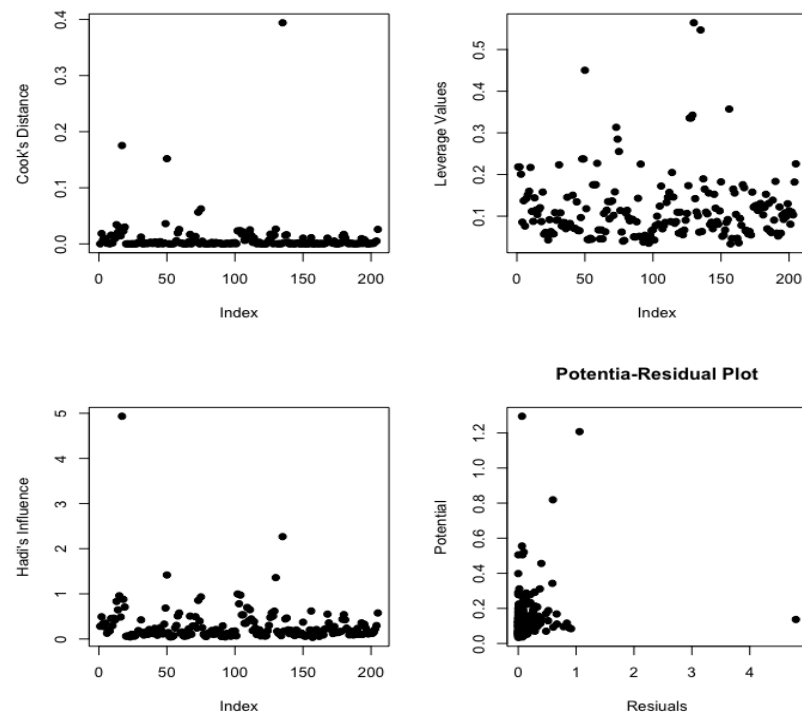 Cook's Distance
0.0 0.1 0.2 0.3 0.4
0 50 100 150 200
Index
Leverage Values
0.1 0.2 0.3 0.4 0.5
0 50 100 150 200
Index
Hadi's Influence
0 1 2 3 4 5
0 50 100 150 200
Index
Potentia-Residual Plot
Potential
0.0 0.2 0.4 0.6 0.8 1.0 1.2
0 1 2 3 4
Resiuals